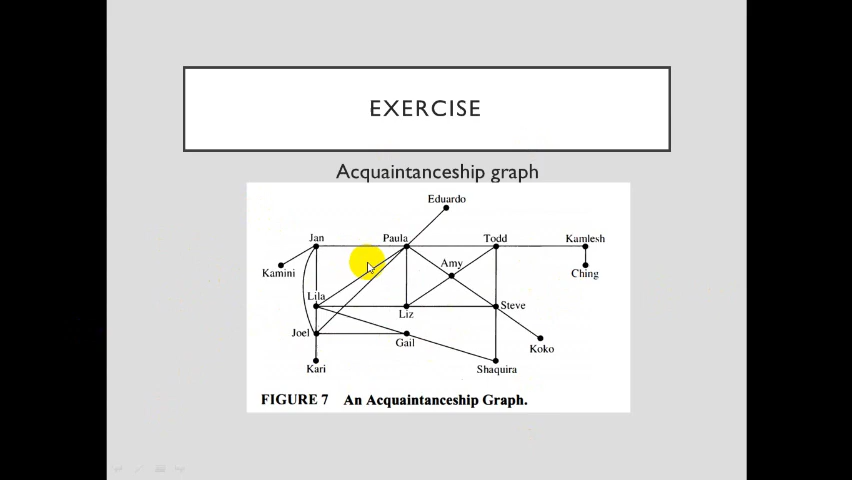 EXERCISE
Acquaintanceship graph
Eduardo
Jan
Paula
Todd
Kamlesh
Kamini
Amy
Ching
Lila
Liz
Steve
Joel
Gail
Koko
Kari
Shaquira
FIGURE 7 An Acquaintanceship Graph.